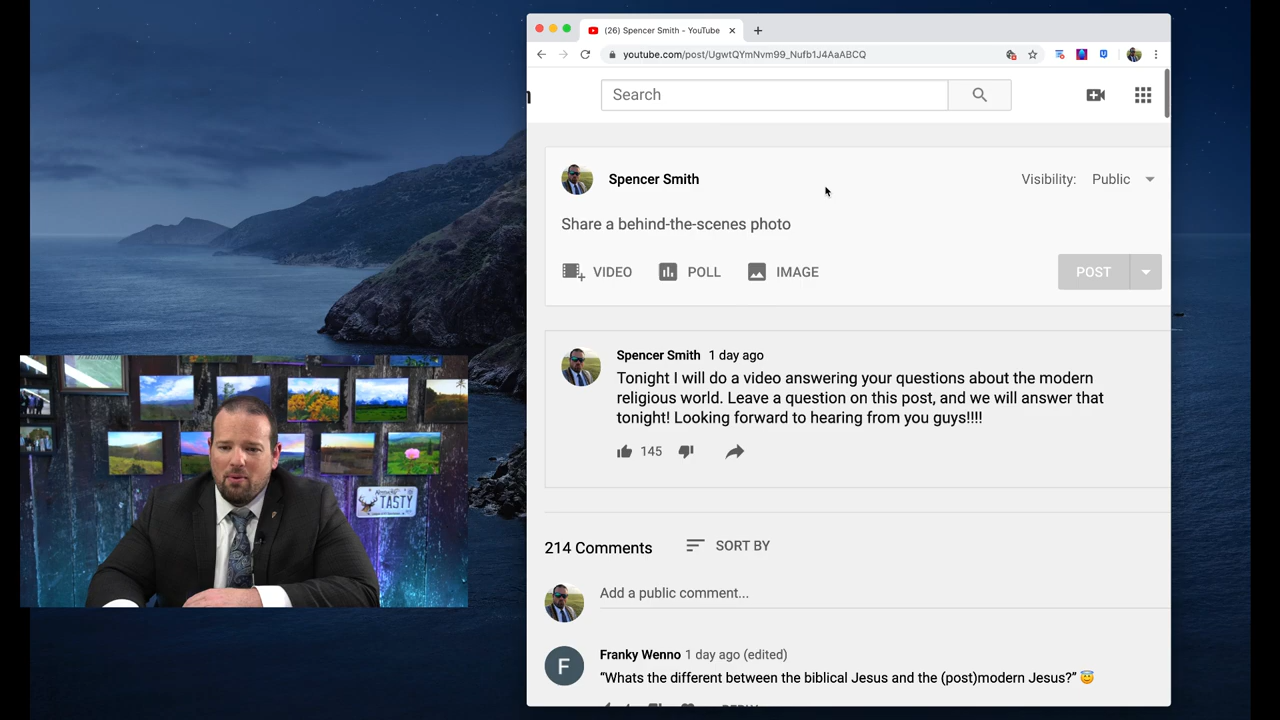 (26) Spencer Smith - YouTube
youtube.com/post/UgwtQYmNvm99_Nufb1J4AaABCQ
Search
Spencer Smith
Visibility: Public
Share a behind-the-scenes photo
VIDEO POLL IMAGE
POST
Spencer Smith 1 day ago
Tonight I will do a video answering your questions about the modern
religious world. Leave a question on this post, and we will answer that
tonight! Looking forward to hearing from you guys!!!!
145
214 Comments SORT BY
Add a public comment...
F
Franky Wenno 1 day ago (edited)
“Whats the different between the biblical Jesus and the (post)modern Jesus?” 😇
TASTY